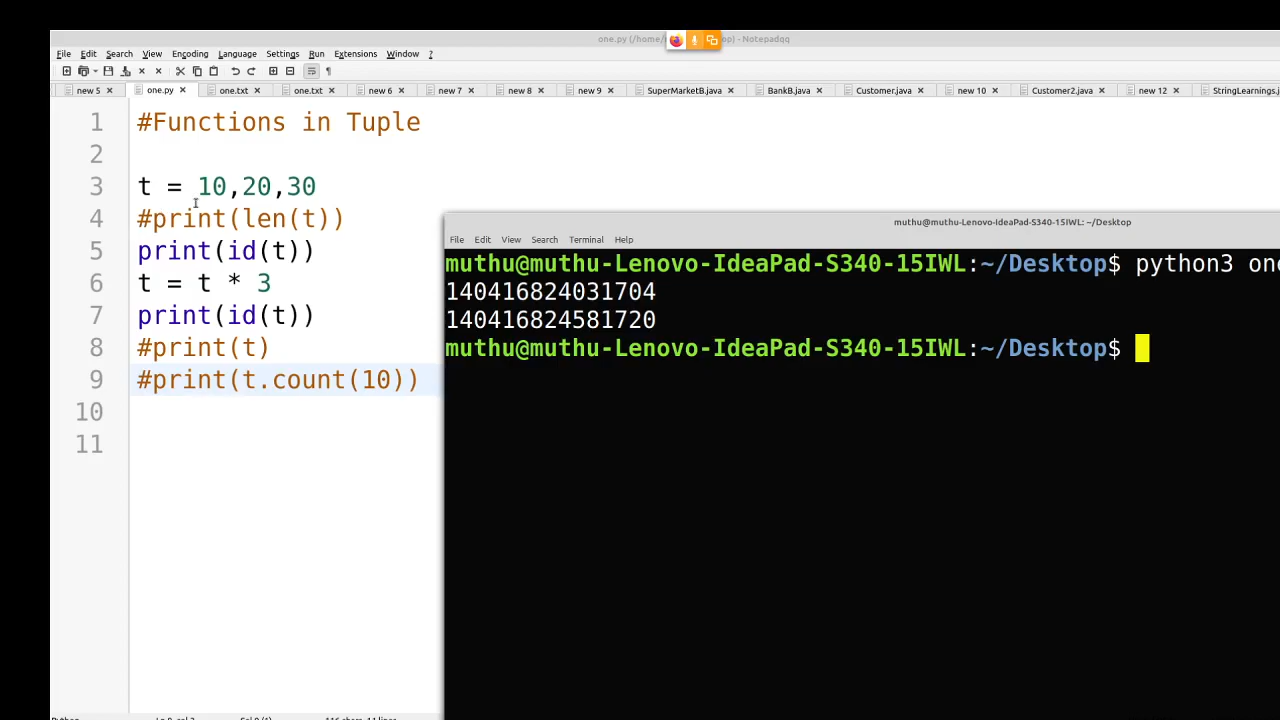 one.py (/home/ op) - Notepadqq
File Edit Search View Encoding Language Settings Run Extensions Window ?
new 5 one.py one.txt one.txt new 6 new 7 new 8 new 9 SuperMarketB.java BankB.java Customer.java new 10 Customer2.java new 12 StringLearnings.j
1 #Functions in Tuple
2
3 t = 10,20,30
4 #print(len(t))
5 print(id(t))
6 t = t * 3
7 print(id(t))
8 #print(t)
9 #print(t.count(10))
10
11
muthu@muthu-Lenovo-IdeaPad-S340-15IWL: ~/Desktop
File Edit View Search Terminal Help
muthu@muthu-Lenovo-IdeaPad-S340-15IWL:~/Desktop$ python3 one
140416824031704
140416824581720
muthu@muthu-Lenovo-IdeaPad-S340-15IWL:~/Desktop$